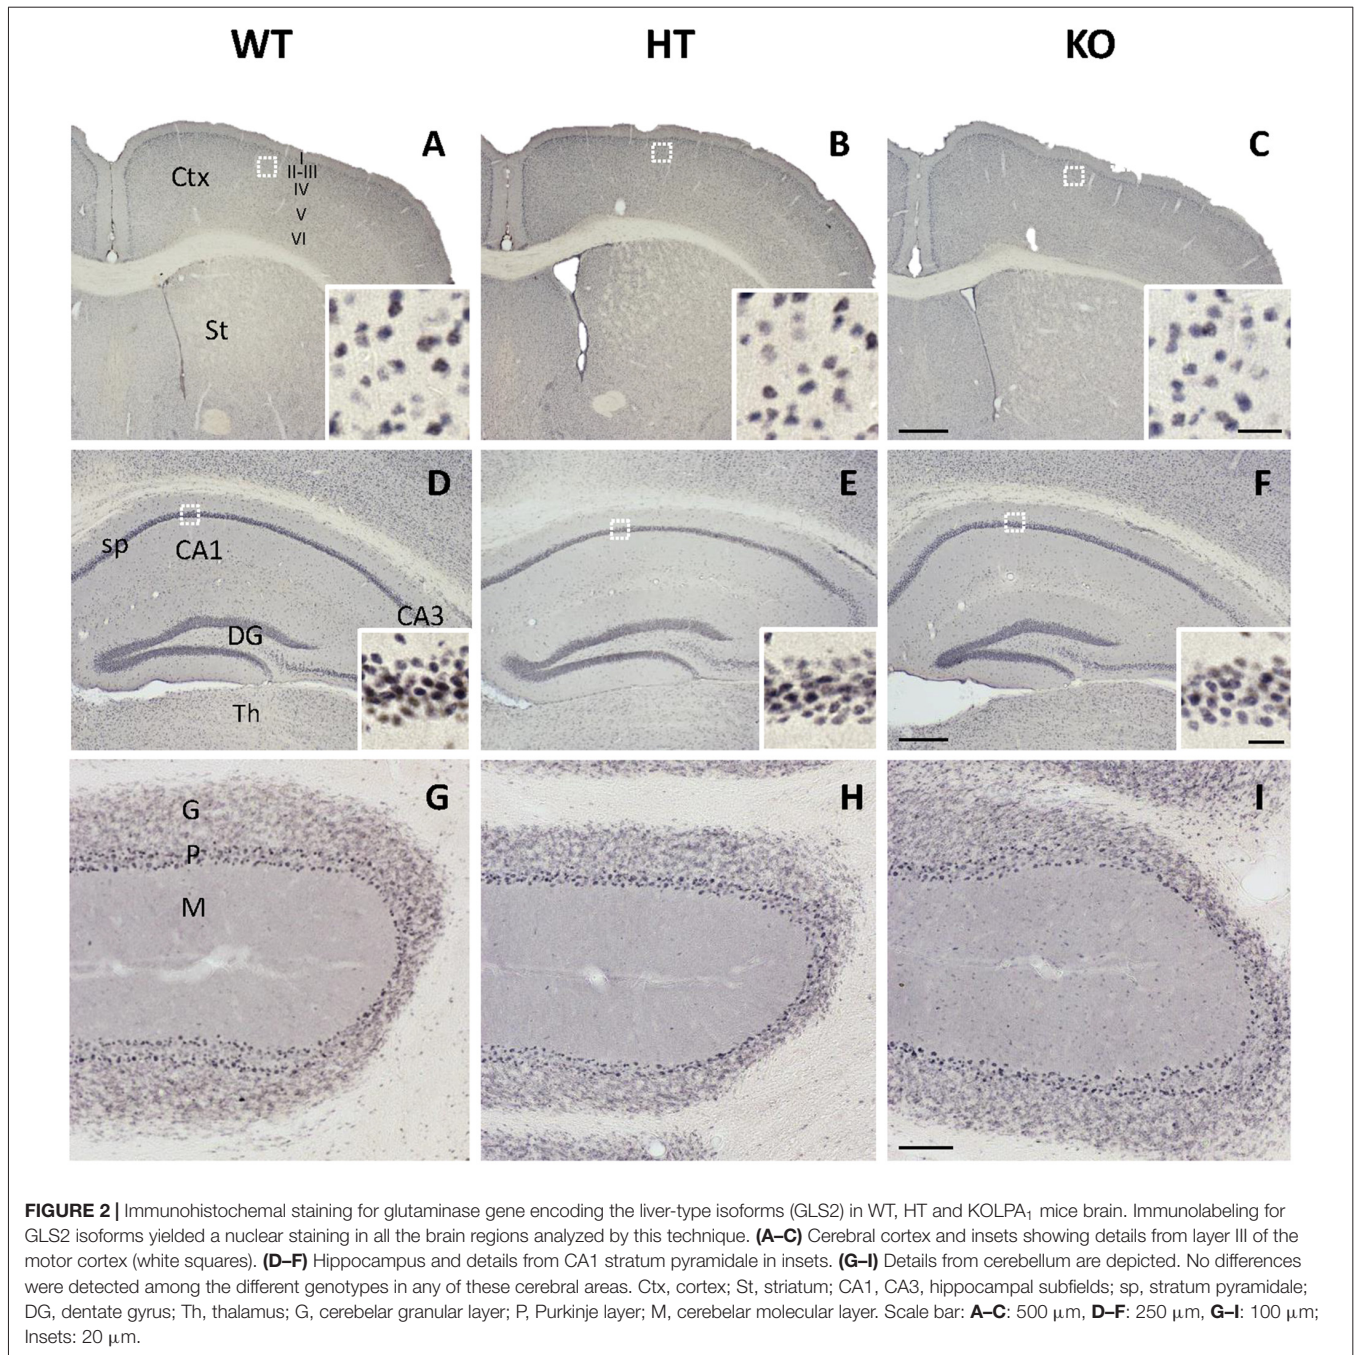 WT HT KO
A B C
Ctx
I
II-III
IV
V
VI
St
D E F
sp
CA1
CA3
DG
Th
G H I
G
P
M
FIGURE 2 | Immunohistochemal staining for glutaminase gene encoding the liver-type isoforms (GLS2) in WT, HT and KOLPA₁ mice brain. Immunolabeling for
GLS2 isoforms yielded a nuclear staining in all the brain regions analyzed by this technique. (A–C) Cerebral cortex and insets showing details from layer III of the
motor cortex (white squares). (D–F) Hippocampus and details from CA1 stratum pyramidale in insets. (G–I) Details from cerebellum are depicted. No differences
were detected among the different genotypes in any of these cerebral areas. Ctx, cortex; St, striatum; CA1, CA3, hippocampal subfields; sp, stratum pyramidale;
DG, dentate gyrus; Th, thalamus; G, cerebelar granular layer; P, Purkinje layer; M, cerebelar molecular layer. Scale bar: A–C: 500 μm, D–F: 250 μm, G–I: 100 μm;
Insets: 20 μm.